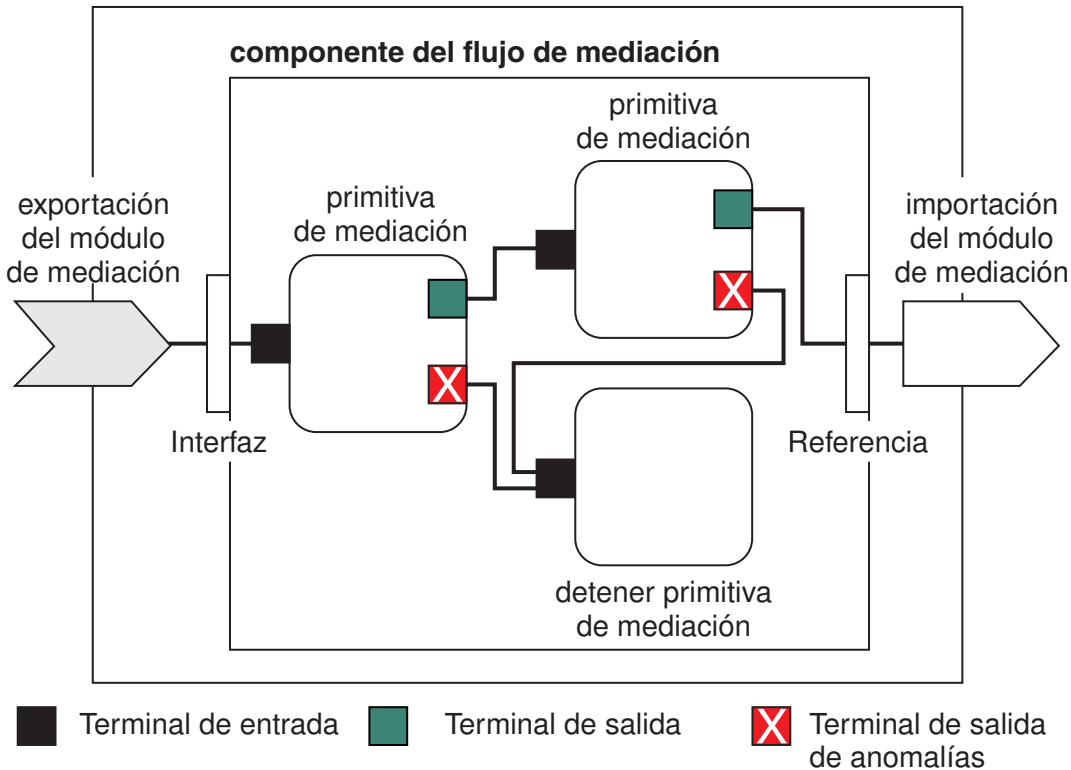 componente del flujo de mediación
primitiva
de mediación
primitiva
de mediación
exportación
del módulo
de mediación
importación
del módulo
de mediación
X
X
Interfaz
Referencia
detener primitiva
de mediación
Terminal de entrada
Terminal de salida
X
Terminal de salida
de anomalías